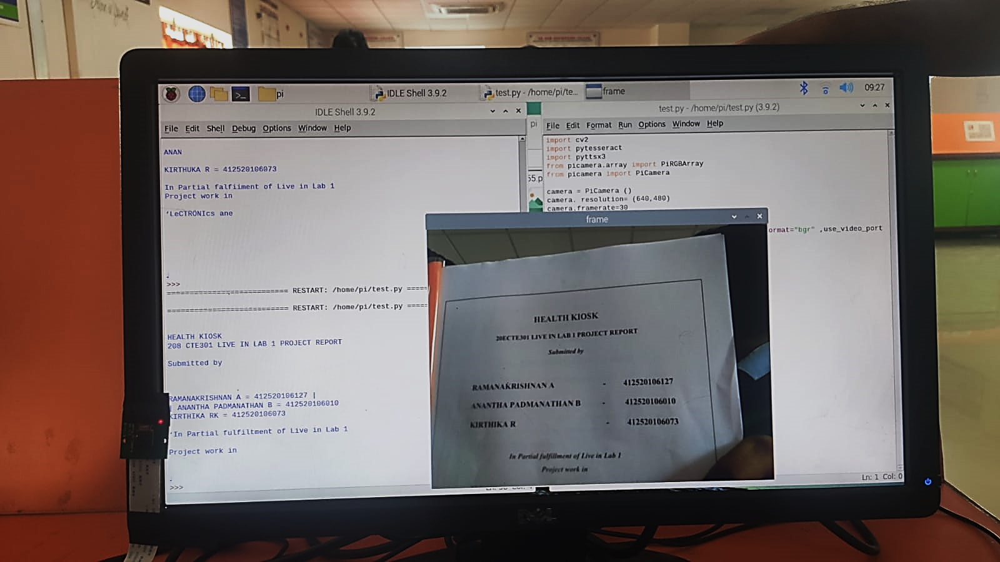 pi
IDLE Shell 3.9.2
test.py - /home/pi/te...
frame
09:27
IDLE Shell 3.9.2
File Edit Shell Debug Options Window Help
ANAN
KIRTHUKA R = 412520106073
In Partial falfiiment of Live in Lab 1
Project work in
‘LeCTRONIcs ane
>>>
=========================== RESTART: /home/pi/test.py =====
=========================== RESTART: /home/pi/test.py =====
HEALTH KIOSK
208 CTE301 LIVE IN LAB 1 PROJECT REPORT
Submitted by
RAMANAKRISHNAN A = 412520106127 |
| ANANTHA PADMANATHAN B = 412520106010
KIRTHIKA RK = 412520106073
‘In Partial fulfiltment of Live in Lab 1
Project work in
>>>
pi
55.p
test.py - /home/pi/test.py (3.9.2)
File Edit Format Run Options Window Help
import cv2
import pytesseract
import pyttsx3
from picamera.array import PiRGBArray
from picamera import PiCamera
camera = PiCamera ()
camera. resolution= (640,480)
camera.framerate=30
ormat="bgr" ,use_video_port
Ln: 1 Col: 0
frame
HEALTH KIOSK
20ECTE301 LIVE IN LAB 1 PROJECT REPORT
Submitted by
RAMANAKRISHNAN A - 412520106127
ANANTHA PADMANATHAN B - 412520106010
KIRTHIKA R - 412520106073
In Partial fulfillment of Live in Lab 1
Project work in
DELL